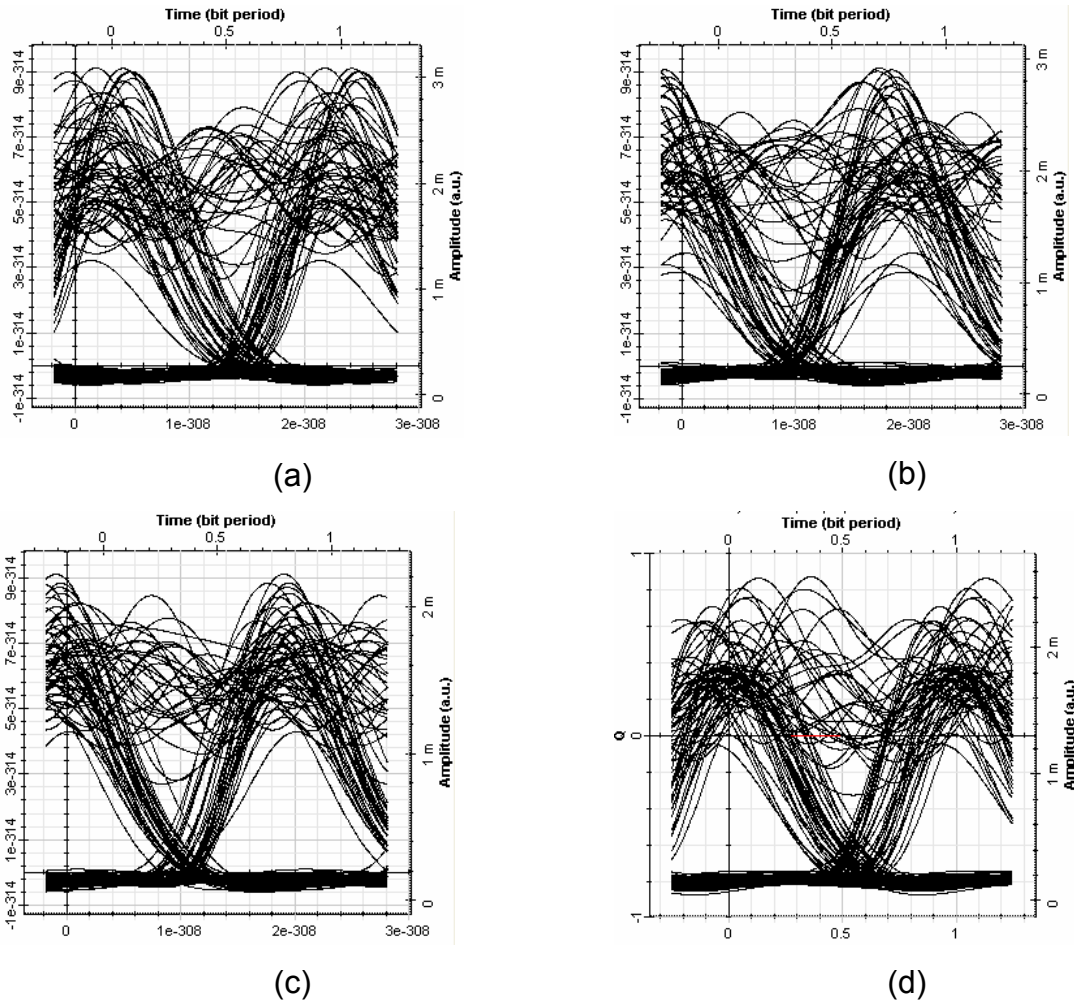 Time (bit period)
0 0.5 1
9e-314
7e-314
5e-314
3e-314
1e-314
-1e-314
3 m
2 m
1 m
0
Amplitude (a.u.)
0 1e-308 2e-308 3e-308
(a)
Time (bit period)
0 0.5 1
9e-314
7e-314
5e-314
3e-314
1e-314
-1e-314
3 m
2 m
1 m
0
Amplitude (a.u.)
0 1e-308 2e-308 3e-308
(b)
Time (bit period)
0 0.5 1
9e-314
7e-314
5e-314
3e-314
1e-314
-1e-314
2 m
1 m
0
Amplitude (a.u.)
0 1e-308 2e-308 3e-308
(c)
Time (bit period)
0 0.5 1
1
0
-1
Q
2 m
1 m
0
Amplitude (a.u.)
0 0.5 1
(d)